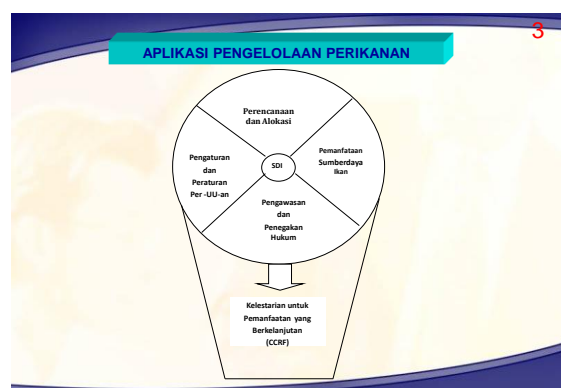 3
APLIKASI PENGELOLAAN PERIKANAN
Perencanaan
dan Alokasi
Pengaturan
dan
Peraturan
Per -UU-an
SDI
Pemanfataan
Sumberdaya
Ikan
Pengawasan
dan
Penegakan
Hukum
Kelestarian untuk
Pemanfaatan yang
Berkelanjutan
(CCRF)